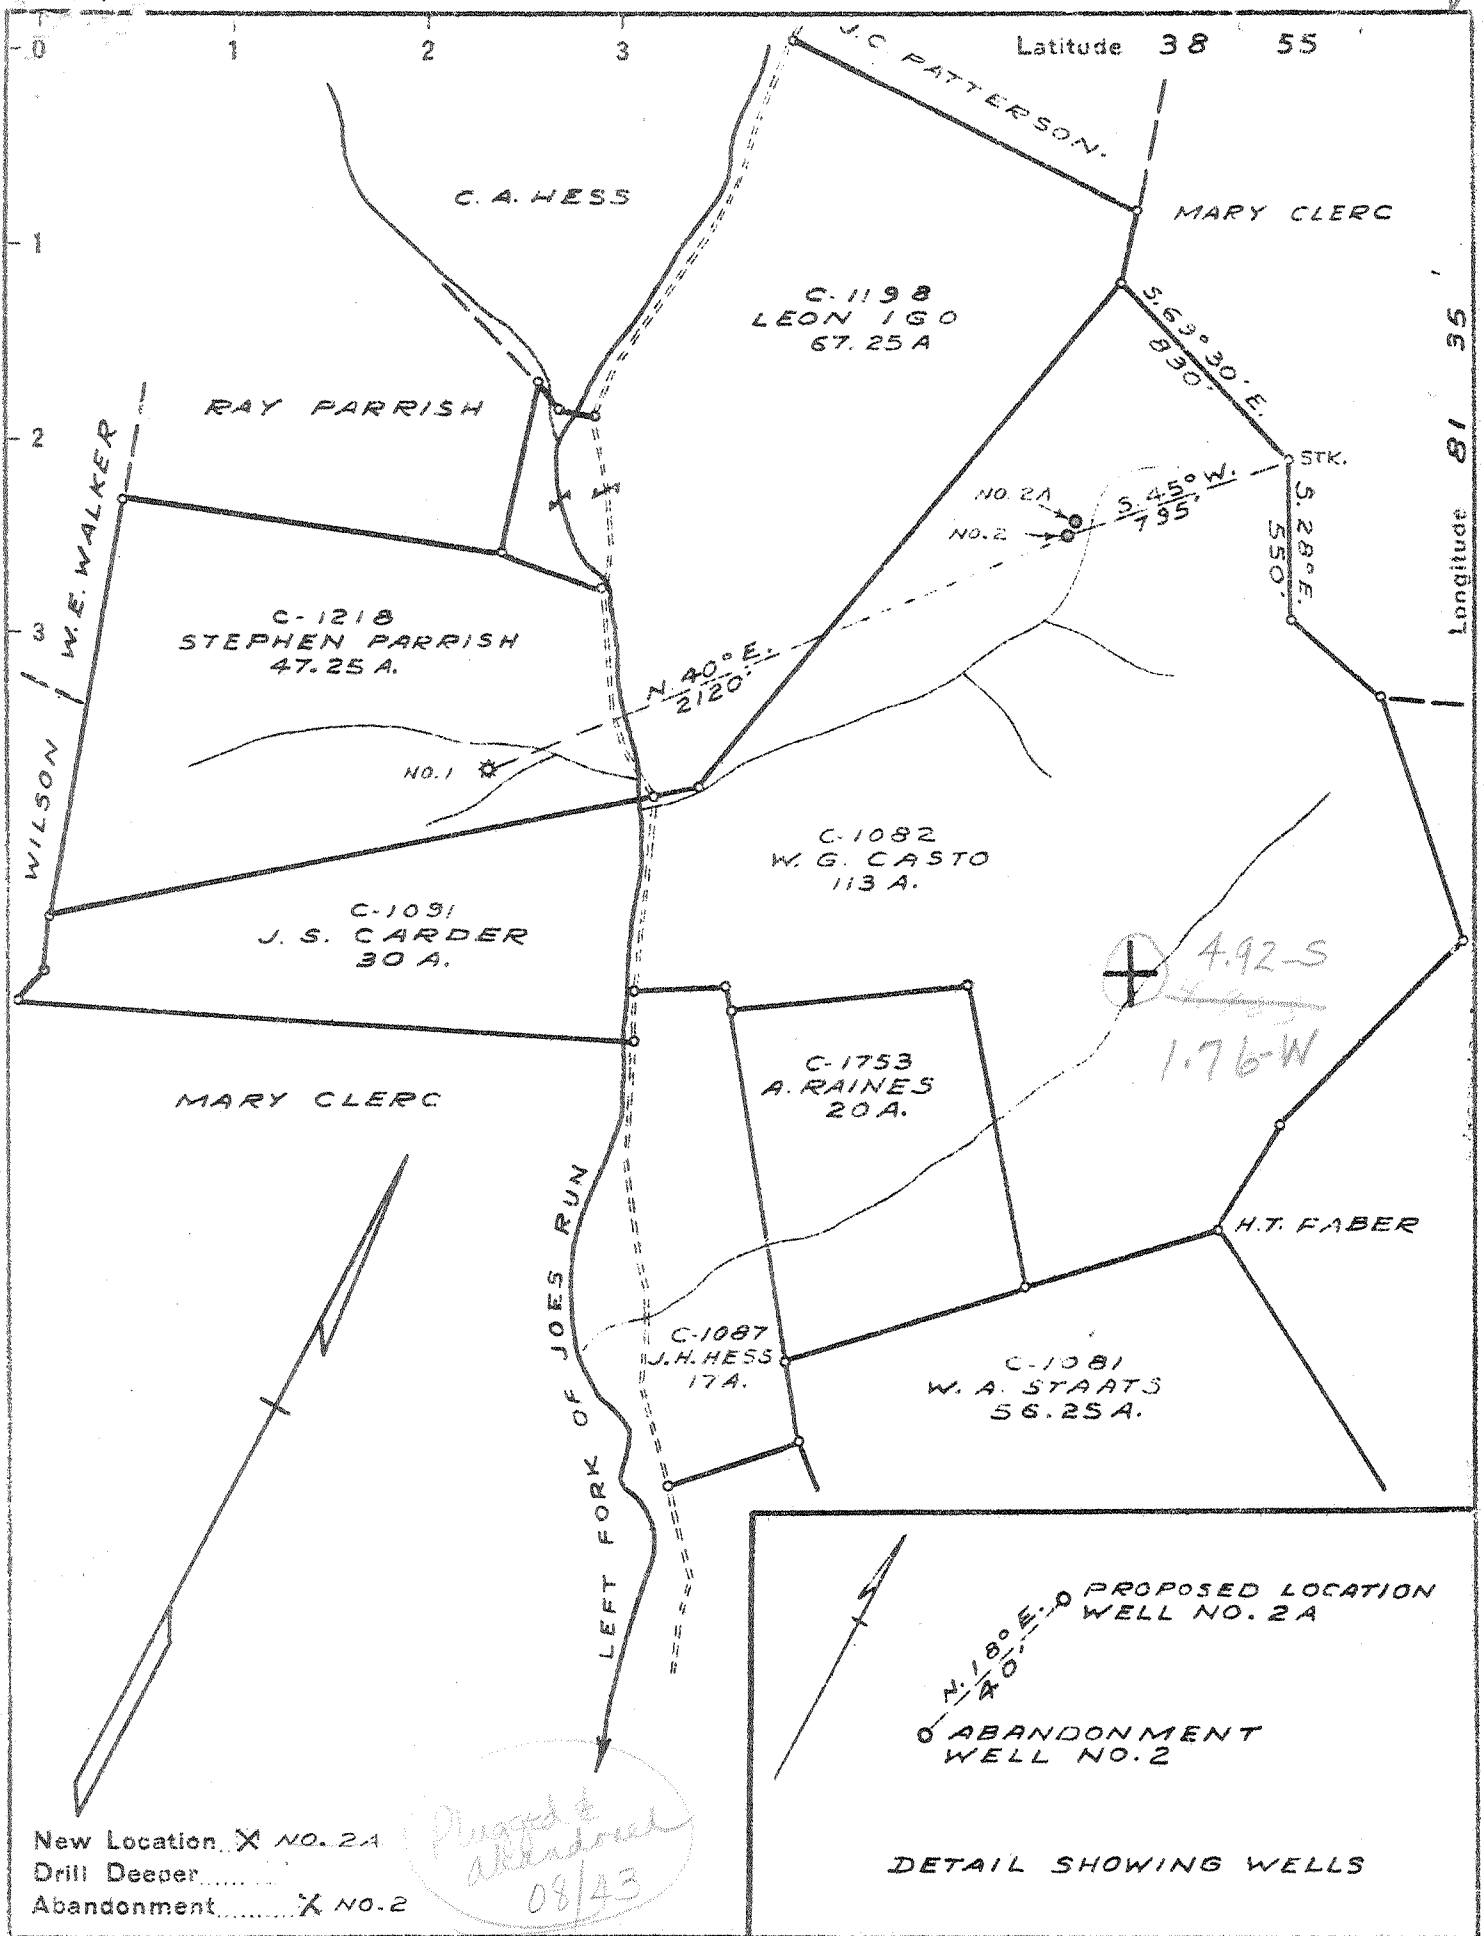 0 1 2 3 Latitude 38 55
J.C. PATTERSON.
C. A. HESS
MARY CLERC
1
C-1198
LEON IGO
67.25 A
S. 69° 30' E.
830'
Longitude 81 35'
RAY PARRISH
2
W.E. WALKER
STK.
NO. 2A
NO. 2
S. 45° W.
795'
S. 28° E.
550'
3
C-1218
STEPHEN PARRISH
47.25 A.
N. 40° E.
2120'
WILSON
NO. 1
C-1082
W. G. CASTO
113 A.
C-1091
J. S. CARDER
30 A.
4.92-S
1.76-W
C-1753
A. RAINES
20 A.
MARY CLERC
H.T. FABER
LEFT FORK OF JOES RUN
C-1087
J.H. HESS
17A.
C-1081
W. A. STAATS
56.25 A.
PROPOSED LOCATION
WELL NO. 2A
N. 18° E.
40'
ABANDONMENT
WELL NO. 2
DETAIL SHOWING WELLS
New Location X NO. 2A
Drill Deeper......
Abandonment........X NO. 2
Plugged &
abandoned
08/43